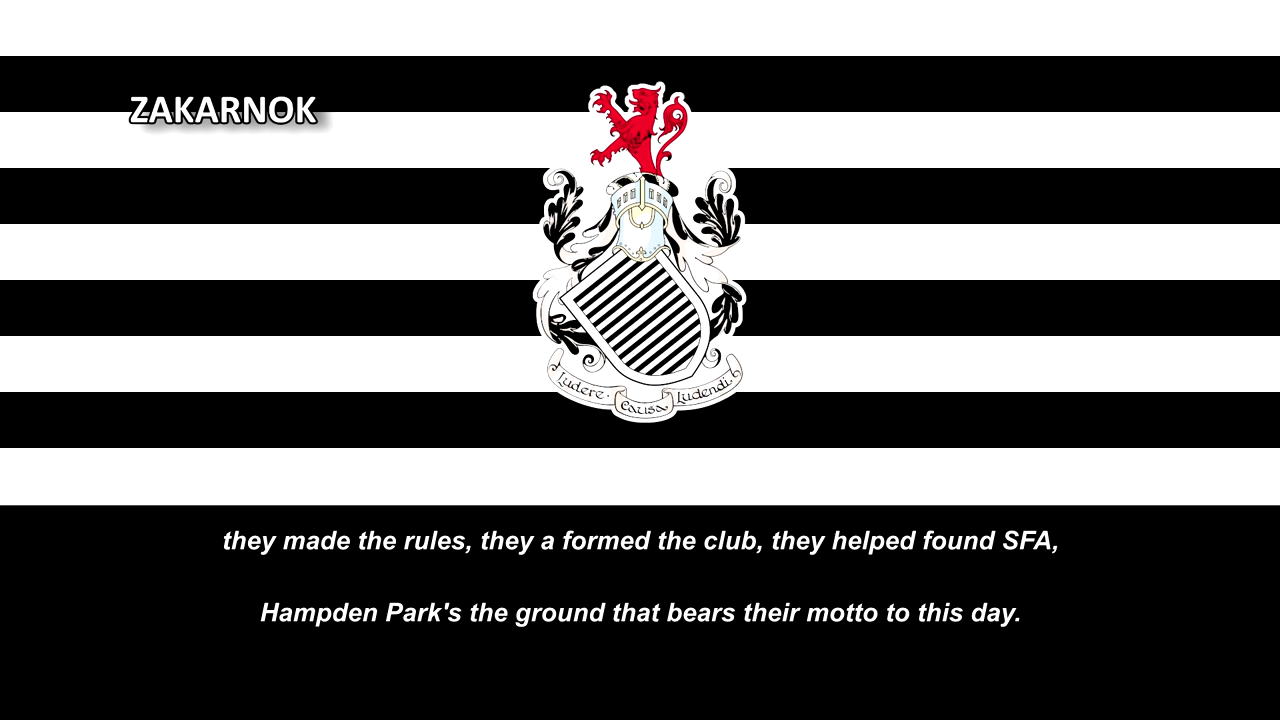 ZAKARNOK
Ludere · Causa Ludendi
they made the rules, they a formed the club, they helped found SFA,
Hampden Park's the ground that bears their motto to this day.